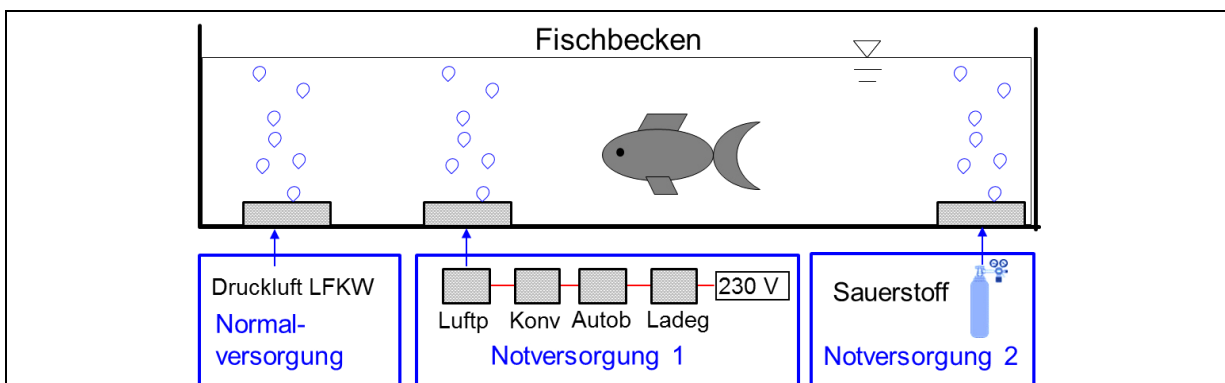 Fischbecken
Druckluft LFKW
Normal-
versorgung
230 V
Luftp Konv Autob Ladeg
Notversorgung 1
Sauerstoff
Notversorgung 2